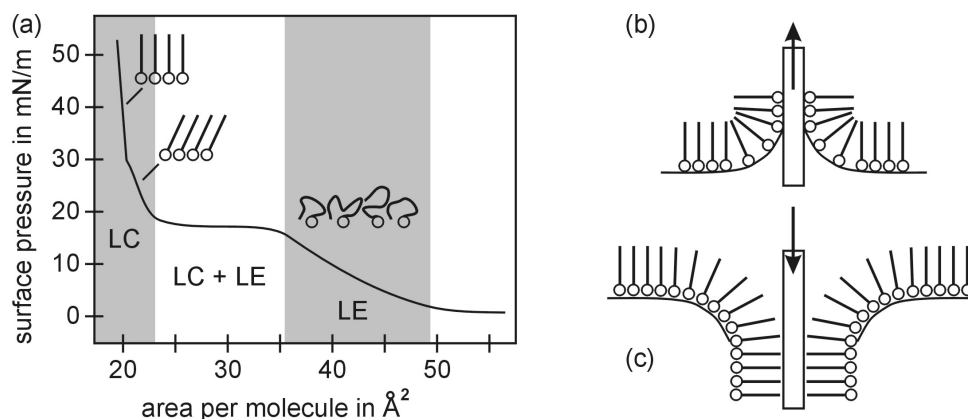 (a)
surface pressure in mN/m
50
40
30
20
10
0
LC
LC + LE
LE
20
30
40
50
area per molecule in Å²
(b)
(c)